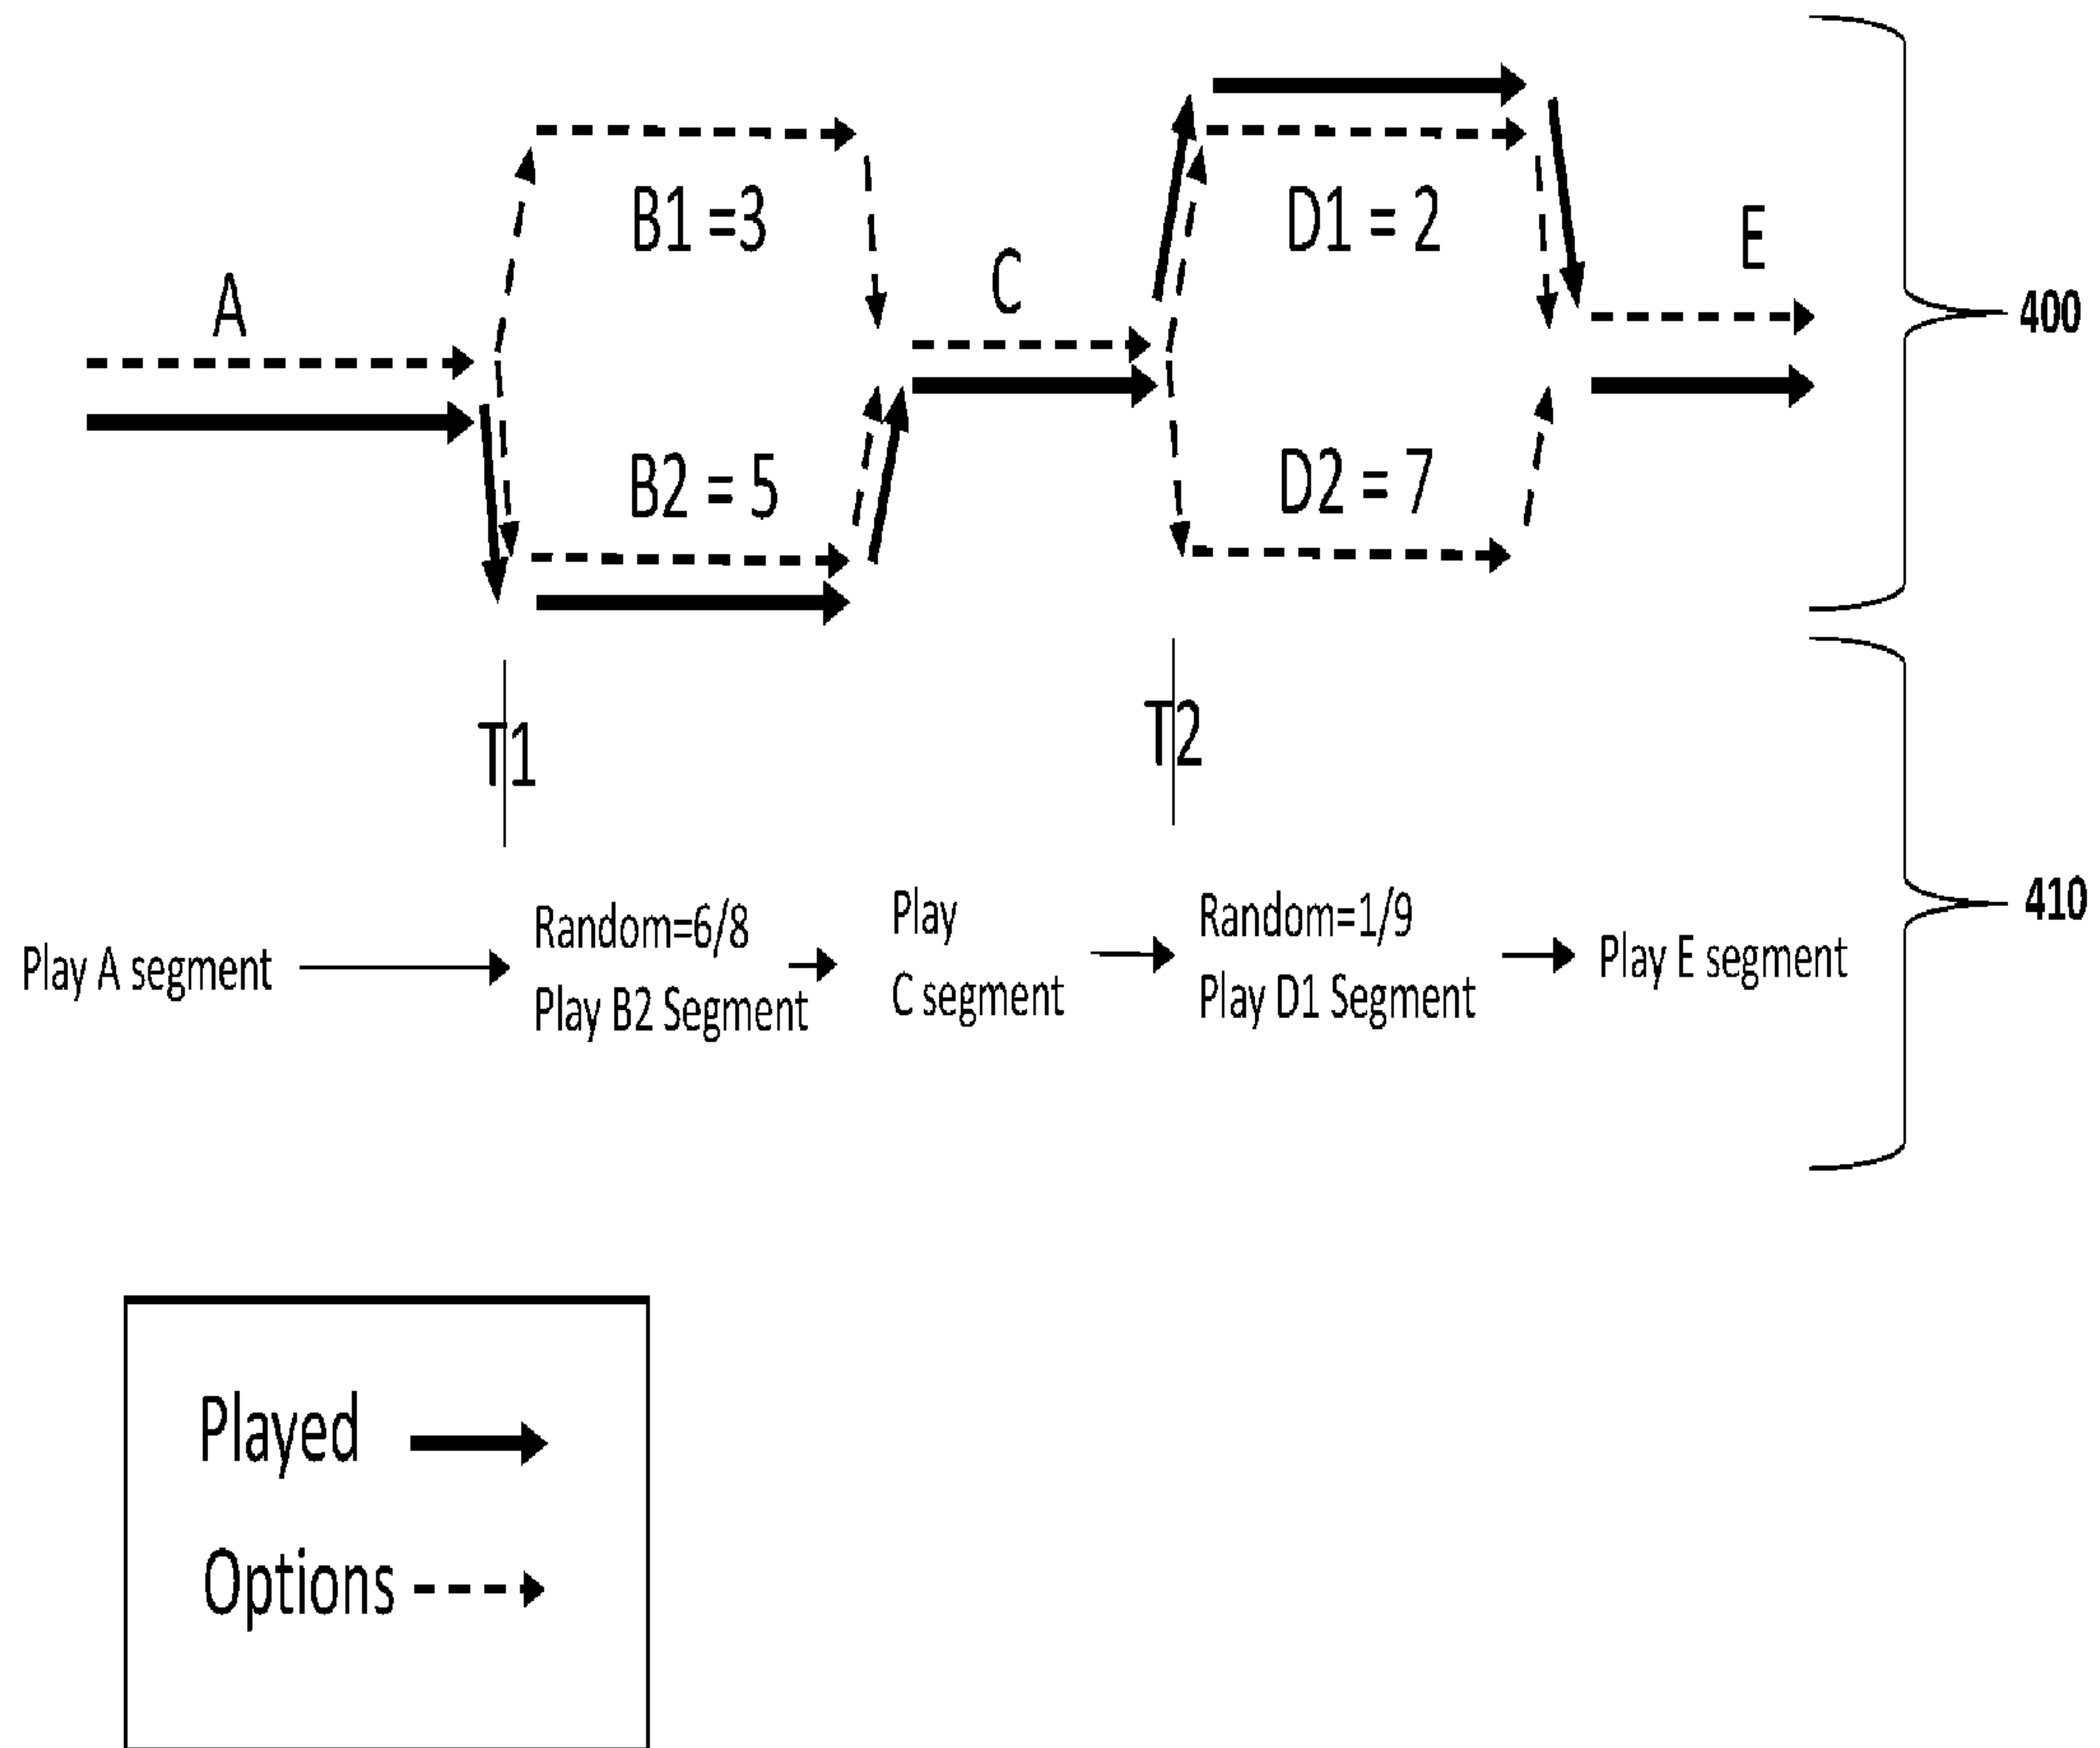 A
B1 =3
B2 = 5
C
D1 = 2
D2 = 7
E
400
T1
T2
Play A segment
Random=6/8
Play B2 Segment
Play
C segment
Random=1/9
Play D1 Segment
Play E segment
410
Played
Options